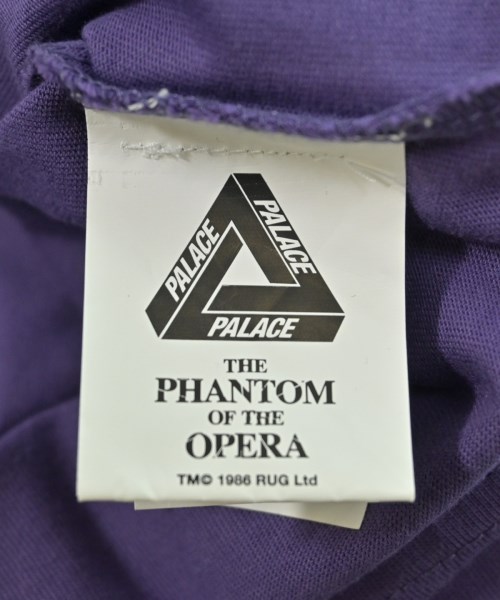 PALACE
PALACE
PALACE
THE
PHANTOM
OF THE
OPERA
TM© 1986 RUG Ltd